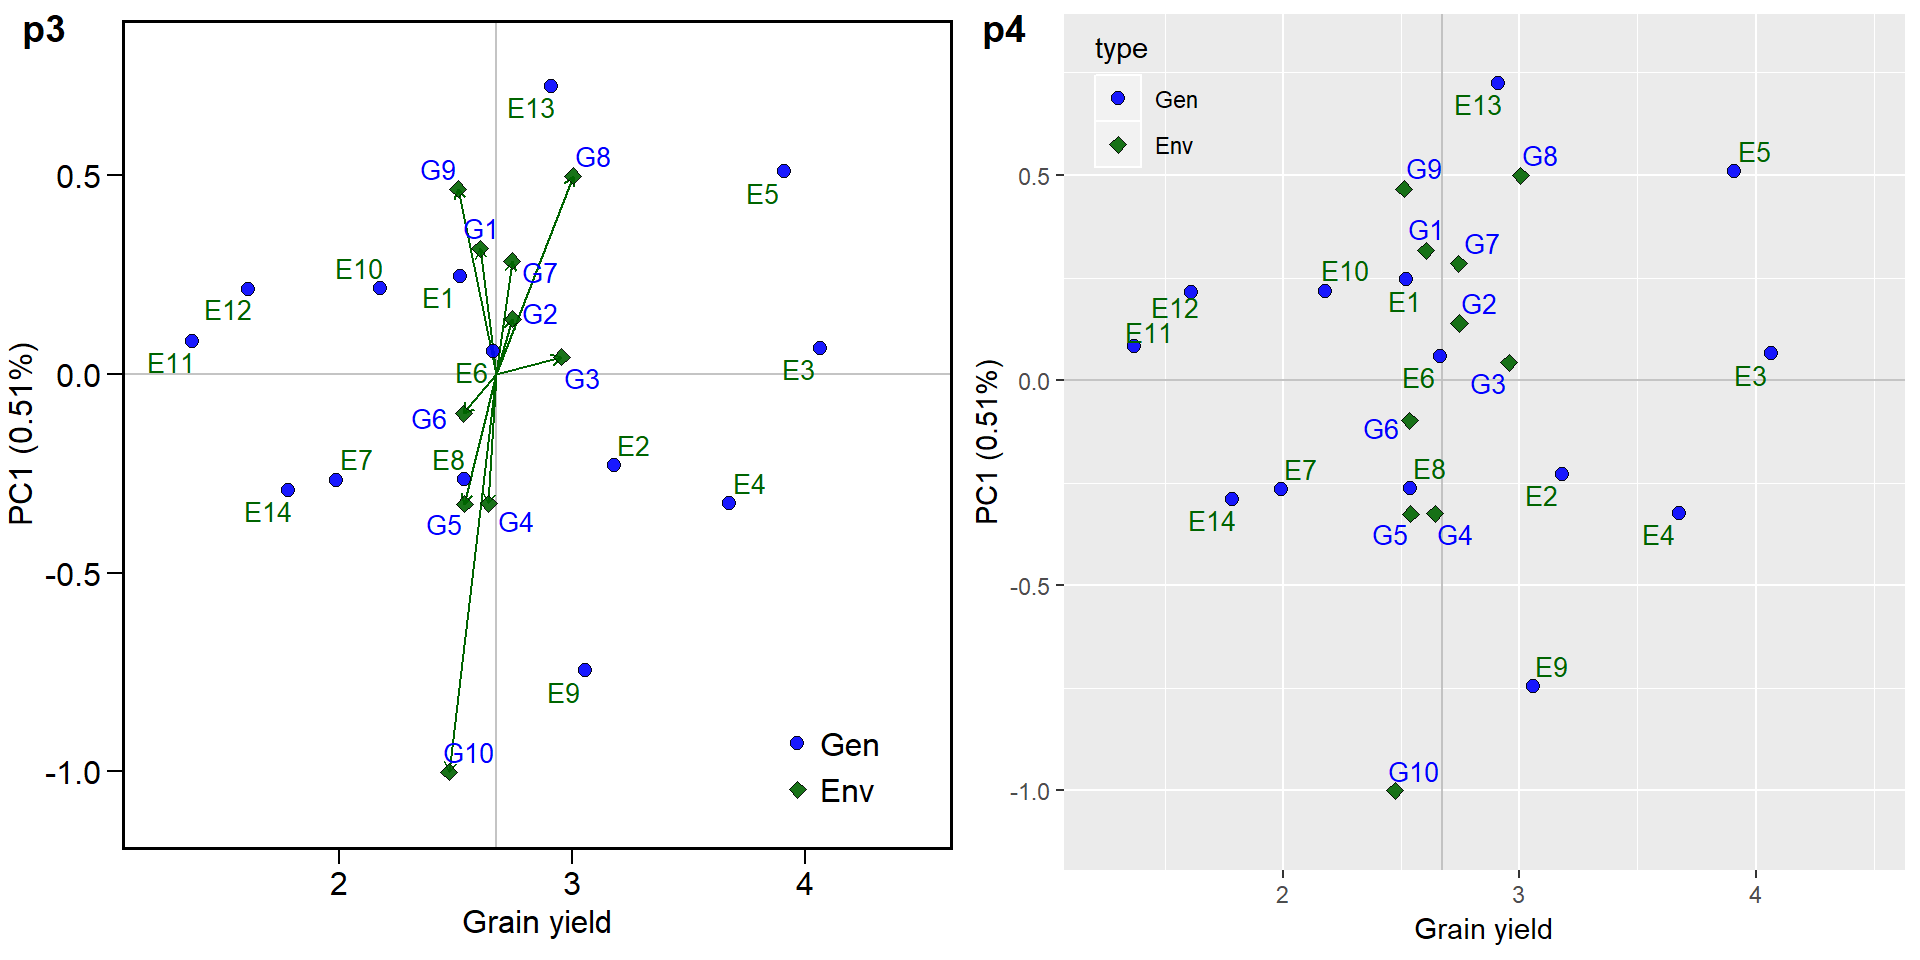 p3
E13
G9
G8
E5
0.5
G1
G7
E10
E1
E12
G2
E11
E6
0.0
G3
E3
G6
E7
E8
E2
E4
E14
G5
G4
-0.5
E9
G10
-1.0
Gen
Env
2
3
4
Grain yield
PC1 (0.51%)
p4
type
Gen
Env
E13
G9
G8
E5
0.5
G1
G7
E10
E12
E1
G2
E11
E6
0.0
G3
E3
G6
E7
E8
E2
E14
G5
G4
E4
-0.5
E9
G10
-1.0
2
3
4
Grain yield
PC1 (0.51%)